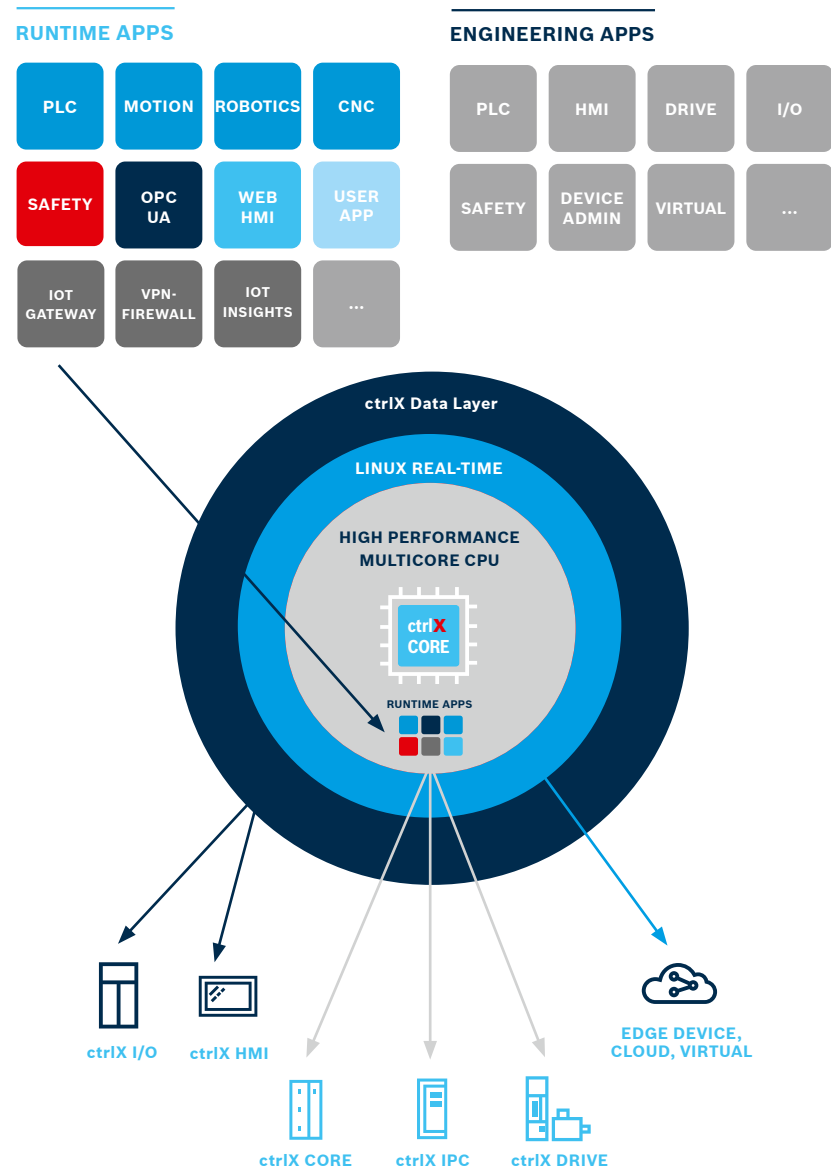 RUNTIME APPS
PLC
MOTION
ROBOTICS
CNC
SAFETY
OPC
UA
WEB
HMI
USER
APP
IOT
GATEWAY
VPN-
FIREWALL
IOT
INSIGHTS
...
ENGINEERING APPS
PLC
HMI
DRIVE
I/O
SAFETY
DEVICE
ADMIN
VIRTUAL
...
ctrlX Data Layer
LINUX REAL-TIME
HIGH PERFORMANCE
MULTICORE CPU
ctrlX
CORE
RUNTIME APPS
ctrlX I/O
ctrlX HMI
EDGE DEVICE,
CLOUD, VIRTUAL
ctrlX CORE
ctrlX IPC
ctrlX DRIVE